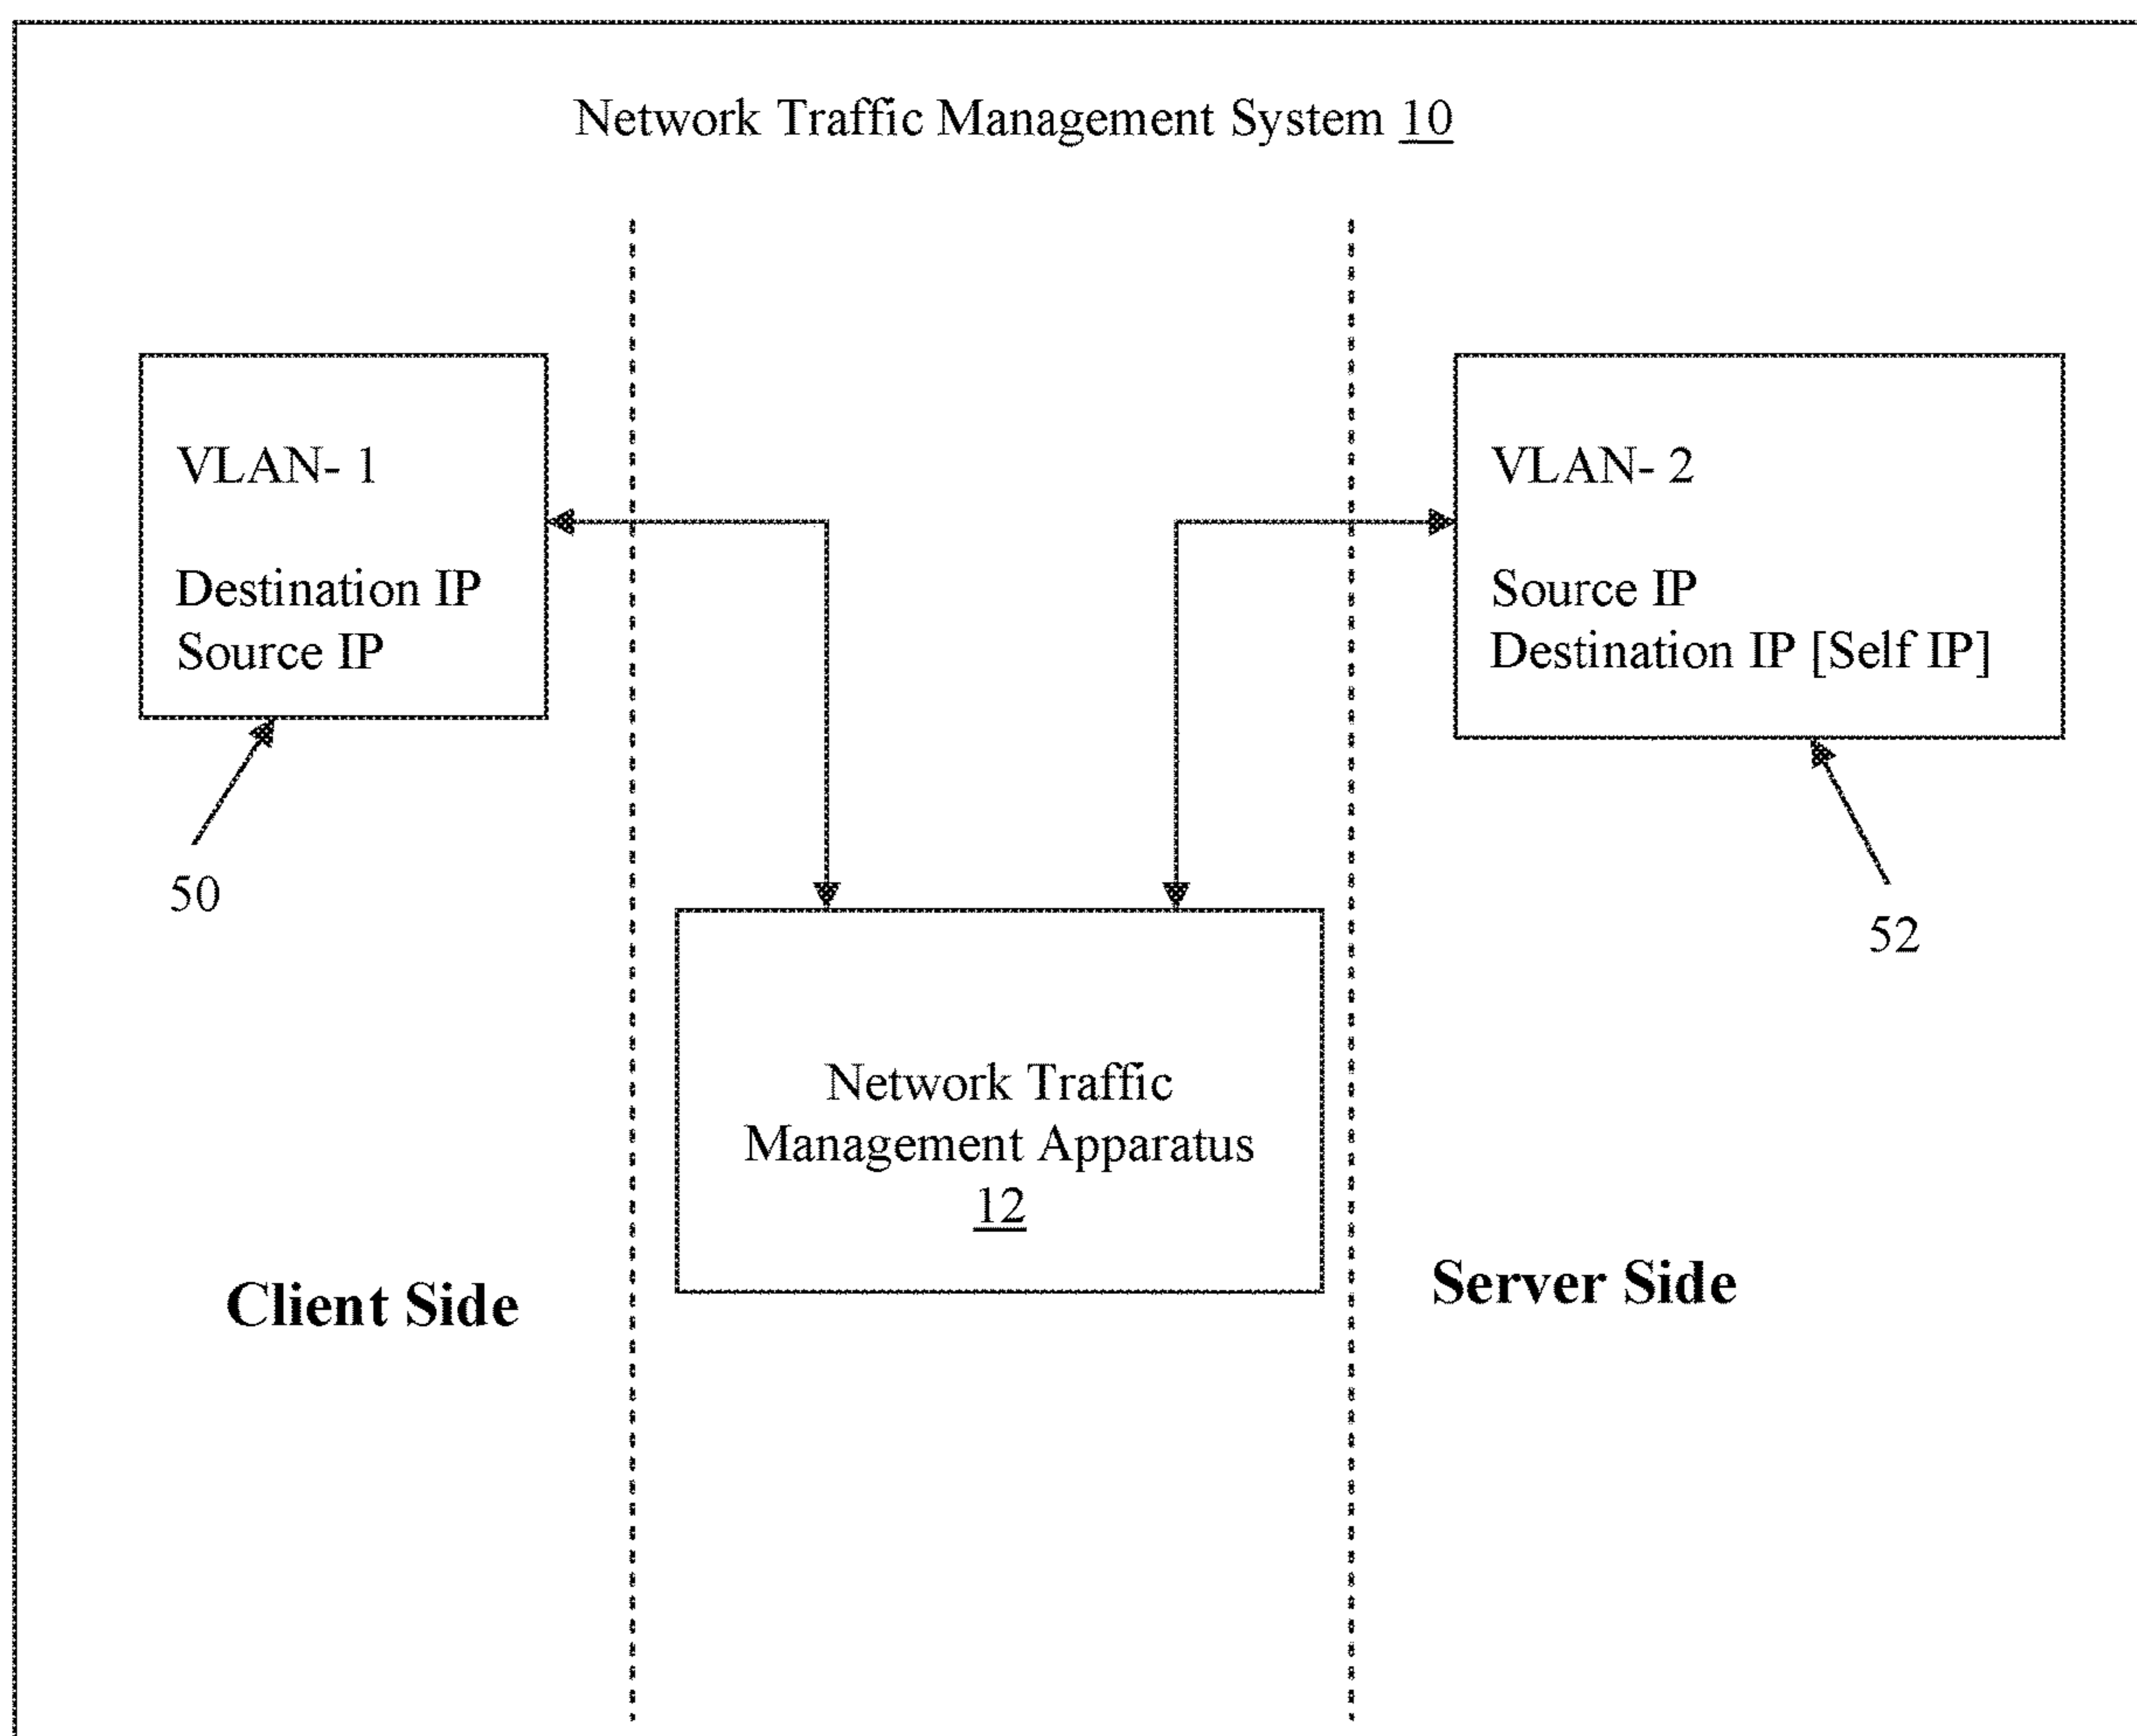 Network Traffic Management System 10
VLAN- 1
Destination IP
Source IP
VLAN- 2
Source IP
Destination IP [Self IP]
50
52
Network Traffic
Management Apparatus
12
Client Side
Server Side